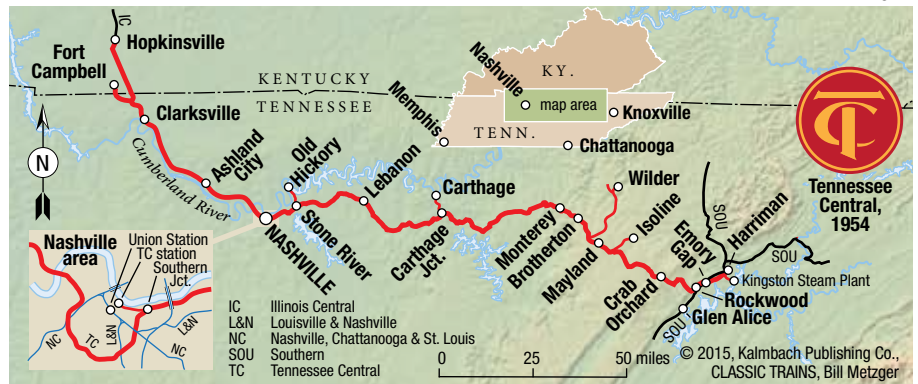 IC
Hopkinsville
Fort
Campbell
KENTUCKY
TENNESSEE
Clarksville
N
Cumberland River
Ashland
City
Old
Hickory
NASHVILLE
Stone River
Lebanon
Carthage
Carthage
Jct.
Monterey
Brotherton
Mayland
Wilder
Isoline
Crab
Orchard
Emory
Gap
Harriman
SOU
SOU
SOU
Kingston Steam Plant
Rockwood
Glen Alice
Nashville
KY.
map area
Memphis
TENN.
Knoxville
Chattanooga
TC
Tennessee
Central,
1954
Nashville
area
Union Station
TC station
Southern
Jct.
NC
TC
L&N
L&N
NC
IC Illinois Central
L&N Louisville & Nashville
NC Nashville, Chattanooga & St. Louis
SOU Southern
TC Tennessee Central
0 25 50 miles
© 2015, Kalmbach Publishing Co.,
CLASSIC TRAINS, Bill Metzger